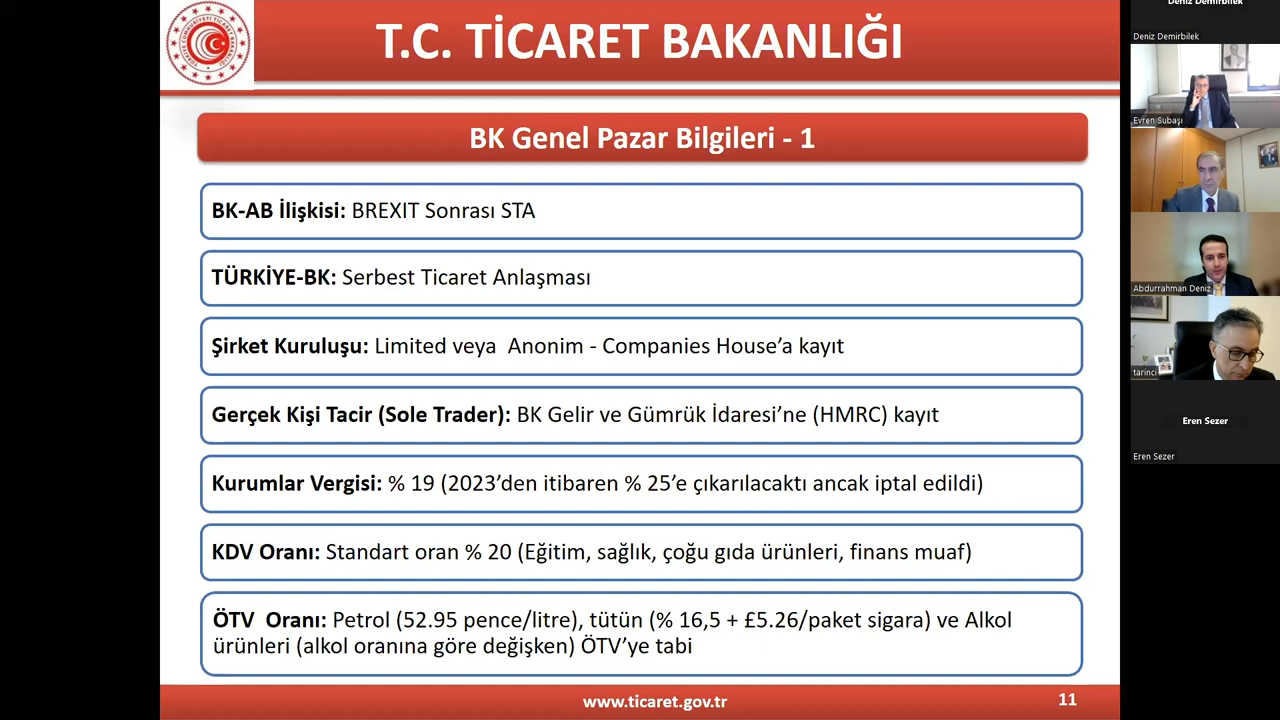 T.C. TİCARET BAKANLIĞI
BK Genel Pazar Bilgileri - 1
BK-AB İlişkisi: BREXIT Sonrası STA
TÜRKİYE-BK: Serbest Ticaret Anlaşması
Şirket Kuruluşu: Limited veya Anonim - Companies House’a kayıt
Gerçek Kişi Tacir (Sole Trader): BK Gelir ve Gümrük İdaresi’ne (HMRC) kayıt
Kurumlar Vergisi: % 19 (2023’den itibaren % 25’e çıkarılacaktı ancak iptal edildi)
KDV Oranı: Standart oran % 20 (Eğitim, sağlık, çoğu gıda ürünleri, finans muaf)
ÖTV Oranı: Petrol (52.95 pence/litre), tütün (% 16,5 + £5.26/paket sigara) ve Alkol
ürünleri (alkol oranına göre değişken) ÖTV’ye tabi
www.ticaret.gov.tr
11
Deniz Demirbilek
Deniz Demirbilek
Evren Subaşı
Abdurrahman Deniz
tarinci
Eren Sezer
Eren Sezer